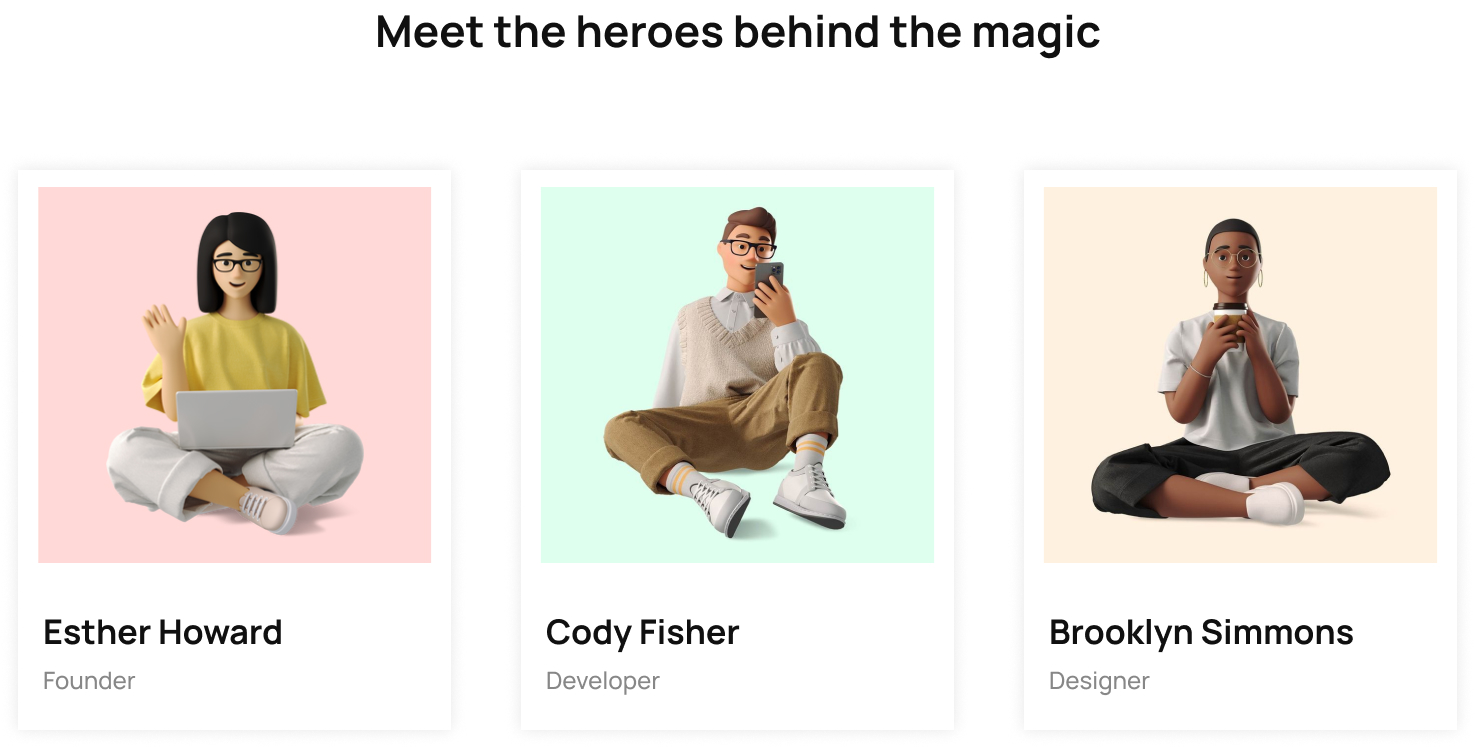 Meet the heroes behind the magic
Esther Howard
Founder
Cody Fisher
Developer
Brooklyn Simmons
Designer